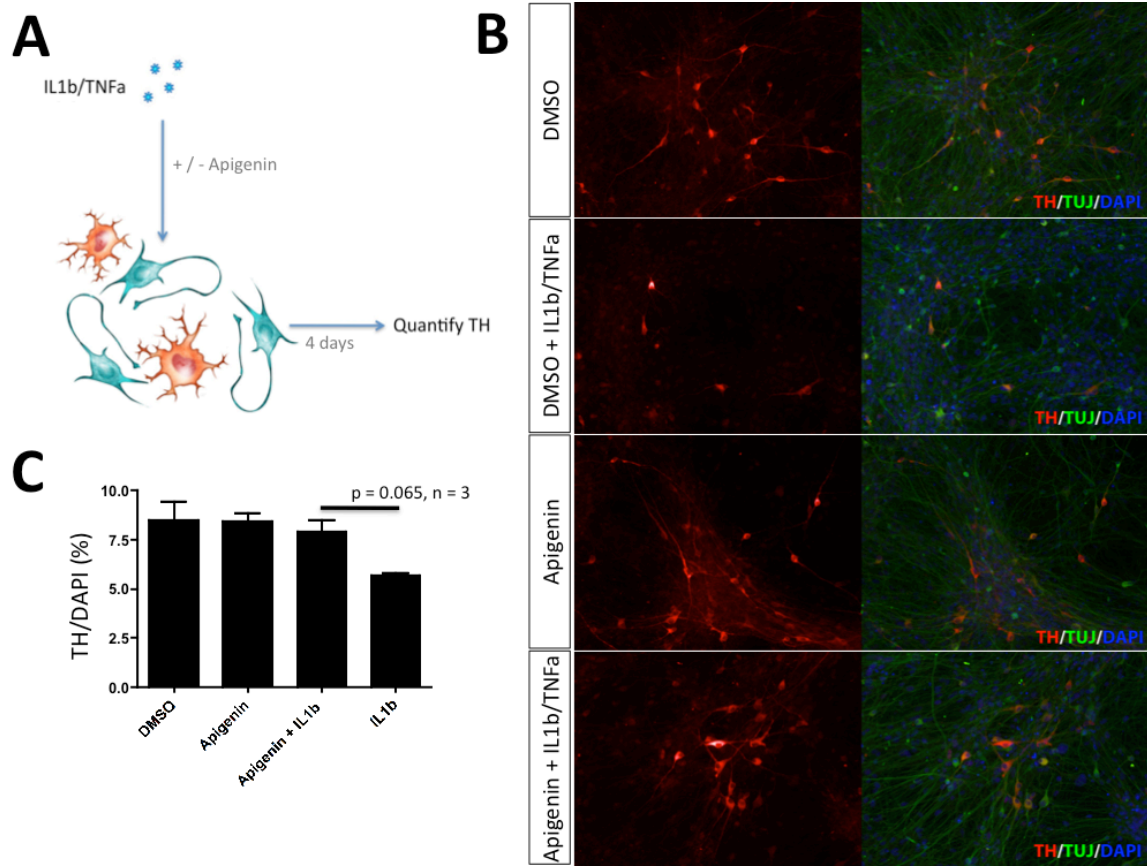 A
IL1b/TNFa
+ / - Apigenin
4 days
Quantify TH
B
DMSO
TH/TUJ/DAPI
DMSO + IL1b/TNFa
TH/TUJ/DAPI
Apigenin
TH/TUJ/DAPI
Apigenin + IL1b/TNFa
TH/TUJ/DAPI
C
p = 0.065, n = 3
TH/DAPI (%)
10.0
7.5
5.0
2.5
0.0
DMSO
Apigenin
Apigenin + IL1b
IL1b